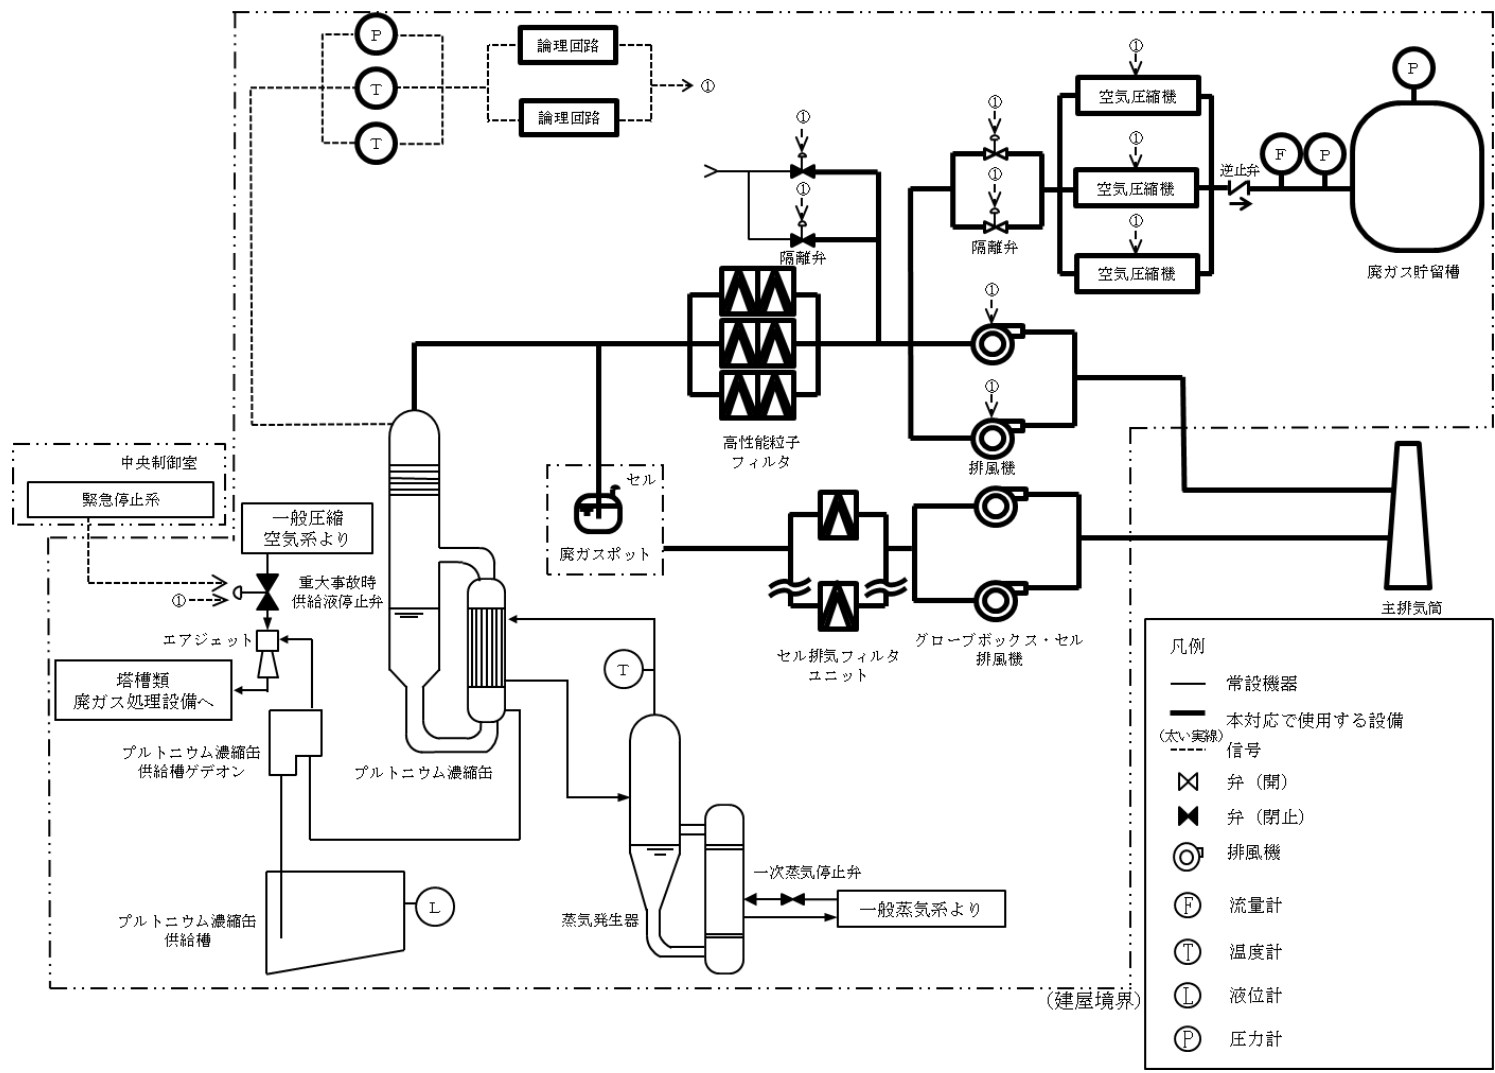 P
T
T
論理回路
論理回路
①
①
①
隔離弁
①
①
隔離弁
①
空気圧縮機
①
空気圧縮機
①
空気圧縮機
逆止弁
F
P
P
廃ガス貯留槽
①
①
排風機
高性能粒子
フィルタ
中央制御室
緊急停止系
一般圧縮
空気系より
重大事故時
供給液停止弁
①
エアジェット
塔槽類
廃ガス処理設備へ
セル
廃ガスポット
セル排気フィルタ
ユニット
グローブボックス・セル
排風機
主排気筒
プルトニウム濃縮缶
供給槽ゲデオン
プルトニウム濃縮缶
T
プルトニウム濃縮缶
供給槽
L
蒸気発生器
一次蒸気停止弁
一般蒸気系より
(建屋境界)
凡例
常設機器
本対応で使用する設備
(太い実線)
信号
弁（開）
弁（閉止）
排風機
F 流量計
T 温度計
L 液位計
P 圧力計